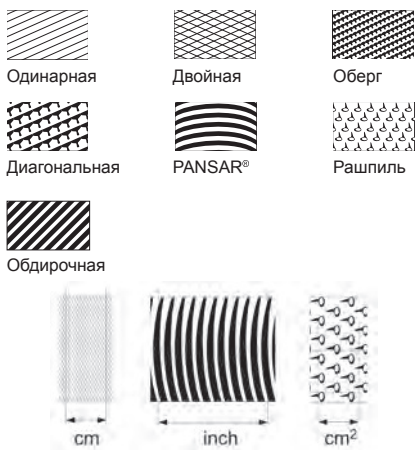 Одинарная
Двойная
Оберг
Диагональная
PANSAR®
Рашпиль
Обдирочная
cm
inch
cm²